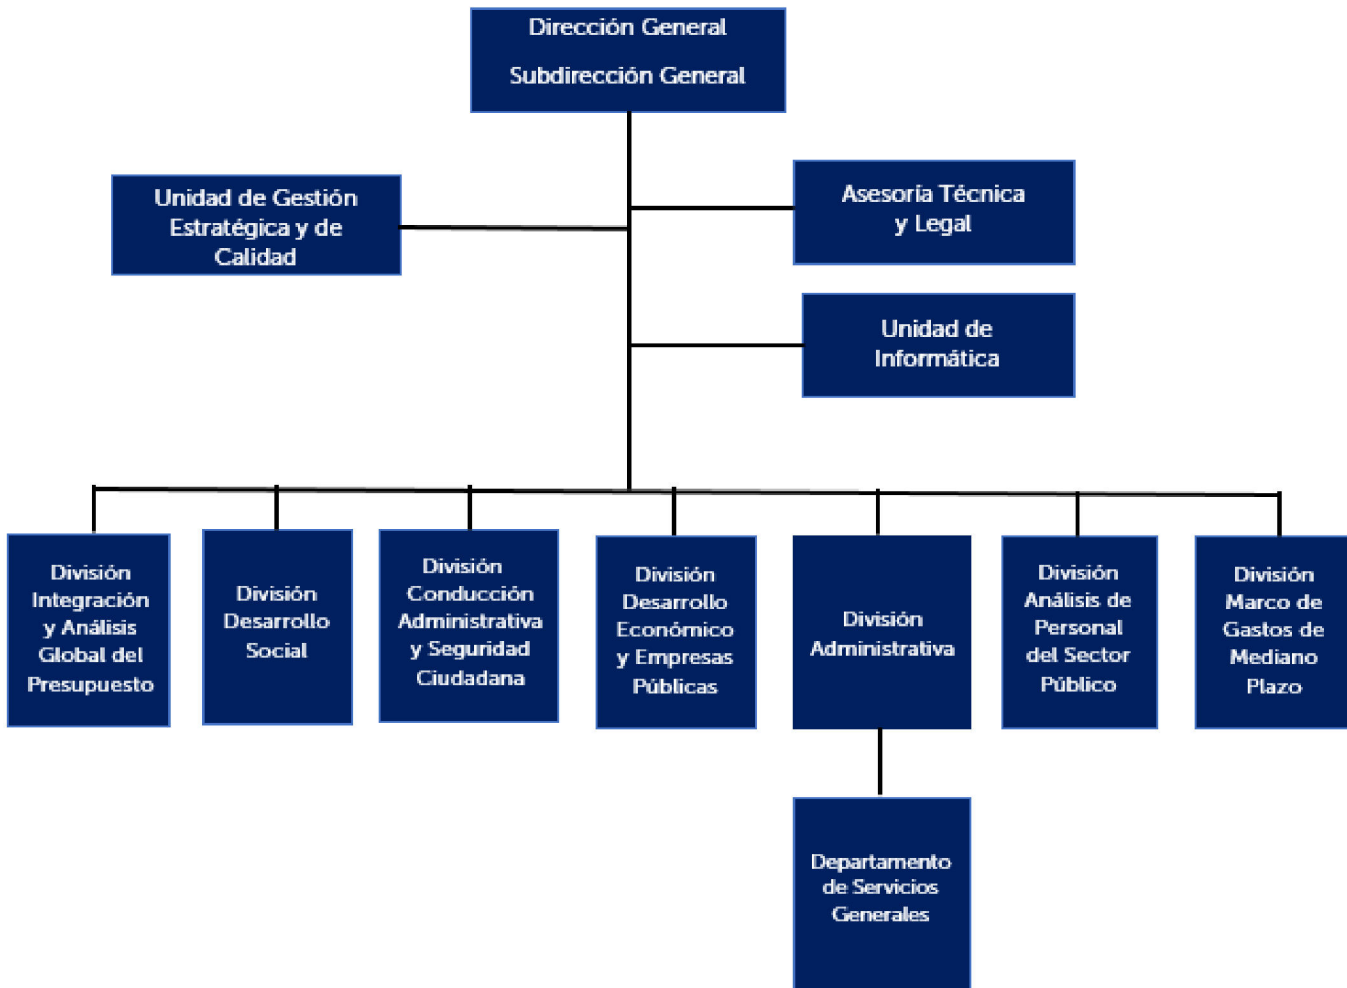 Dirección General
Subdirección General
Unidad de Gestión
Estratégica y de
Calidad
Asesoría Técnica
y Legal
Unidad de
Informática
División
Integración
y Análisis
Global del
Presupuesto
División
Desarrollo
Social
División
Conducción
Administrativa
y Seguridad
Ciudadana
División
Desarrollo
Económico
y Empresas
Públicas
División
Administrativa
División
Análisis de
Personal
del Sector
Público
División
Marco de
Gastos de
Mediano
Plazo
Departamento
de Servicios
Generales